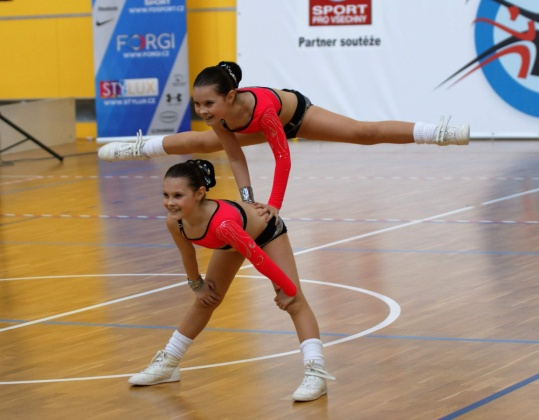 SPORT
PRO VŠECHNY
Partner soutěže
FORGI
WWW.FORGI.CZ
STYLUX
WWW.STYLUX.CZ